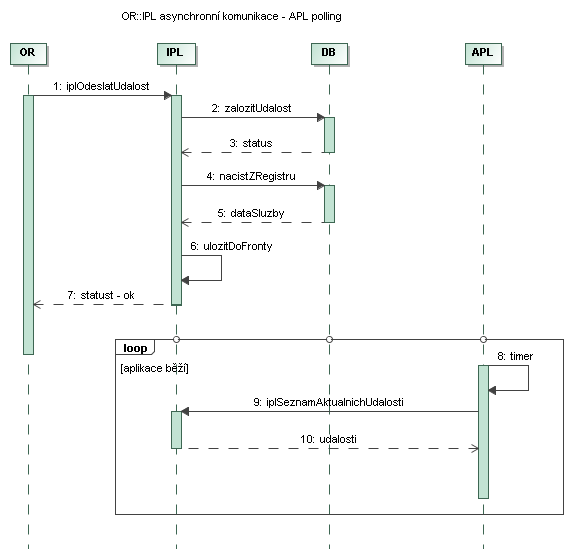 OR::IPL asynchronní komunikace - APL polling
OR
IPL
DB
APL
1: iplOdeslatUdalost
2: zalozitUdalost
3: status
4: nacistZRegistru
5: dataSluzby
6: ulozitDoFronty
7: statust - ok
loop
8: timer
[aplikace běží]
9: iplSeznamAktualnichUdalosti
10: udalosti